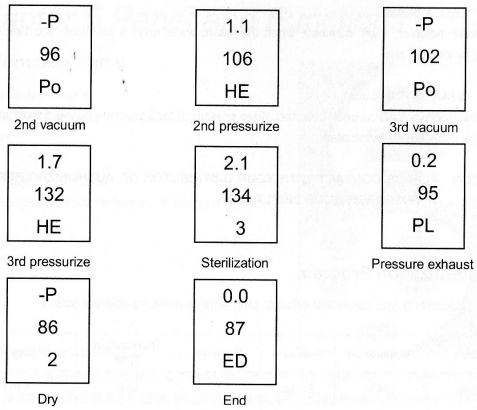 -P
96
Po
2nd vacuum
1.1
106
HE
2nd pressurize
-P
102
Po
3rd vacuum
1.7
132
HE
3rd pressurize
2.1
134
3
Sterilization
0.2
95
PL
Pressure exhaust
-P
86
2
Dry
0.0
87
ED
End